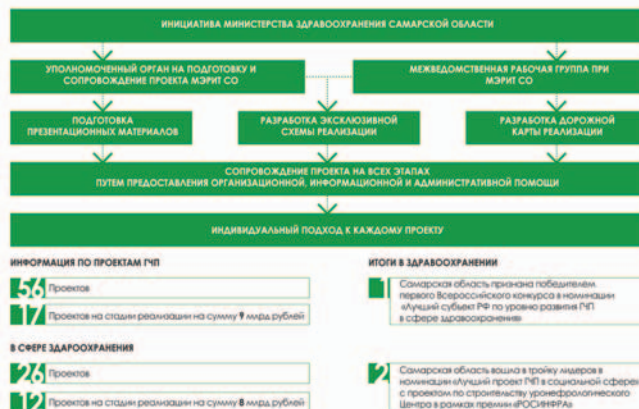 ИНИЦИАТИВА МИНИСТЕРСТВА ЗДРАВООХРАНЕНИЯ САМАРСКОЙ ОБЛАСТИ
УПОЛНОМОЧЕННЫЙ ОРГАН НА ПОДГОТОВКУ И
СОПРОВОЖДЕНИЕ ПРОЕКТА МЭРИТ СО
МЕЖВЕДОМСТВЕННАЯ РАБОЧАЯ ГРУППА ПРИ
МЭРИТ СО
ПОДГОТОВКА
ПРЕЗЕНТАЦИОННЫХ МАТЕРИАЛОВ
РАЗРАБОТКА ЭКСКЛЮЗИВНОЙ
СХЕМЫ РЕАЛИЗАЦИИ
РАЗРАБОТКА ДОРОЖНОЙ
КАРТЫ РЕАЛИЗАЦИИ
СОПРОВОЖДЕНИЕ ПРОЕКТА НА ВСЕХ ЭТАПАХ
ПУТЕМ ПРЕДОСТАВЛЕНИЯ ОРГАНИЗАЦИОННОЙ, ИНФОРМАЦИОННОЙ И АДМИНИСТРАТИВНОЙ ПОМОЩИ
ИНДИВИДУАЛЬНЫЙ ПОДХОД К КАЖДОМУ ПРОЕКТУ
ИНФОРМАЦИЯ ПО ПРОЕКТАМ ГЧП
56 Проектов
17 Проектов на стадии реализации на сумму 9 млрд рублей
В СФЕРЕ ЗДАРООХРАНЕНИЯ
26 Проектов
12 Проектов на стадии реализации на сумму 8 млрд рублей
ИТОГИ В ЗДРАВООХРАНЕНИИ
1 Самарская область признана победителем
первого Всероссийского конкурса в номинации
«Лучший субъект РФ по уровню развития ГЧП
в сфере здравоохранения»
2 Самарская область вошла в тройку лидеров в
номинации «Лучший проект ГЧП в социальной сфере»
с проектом по строительству уронефрологического
Центра в рамках премии «РОСИНФРА»